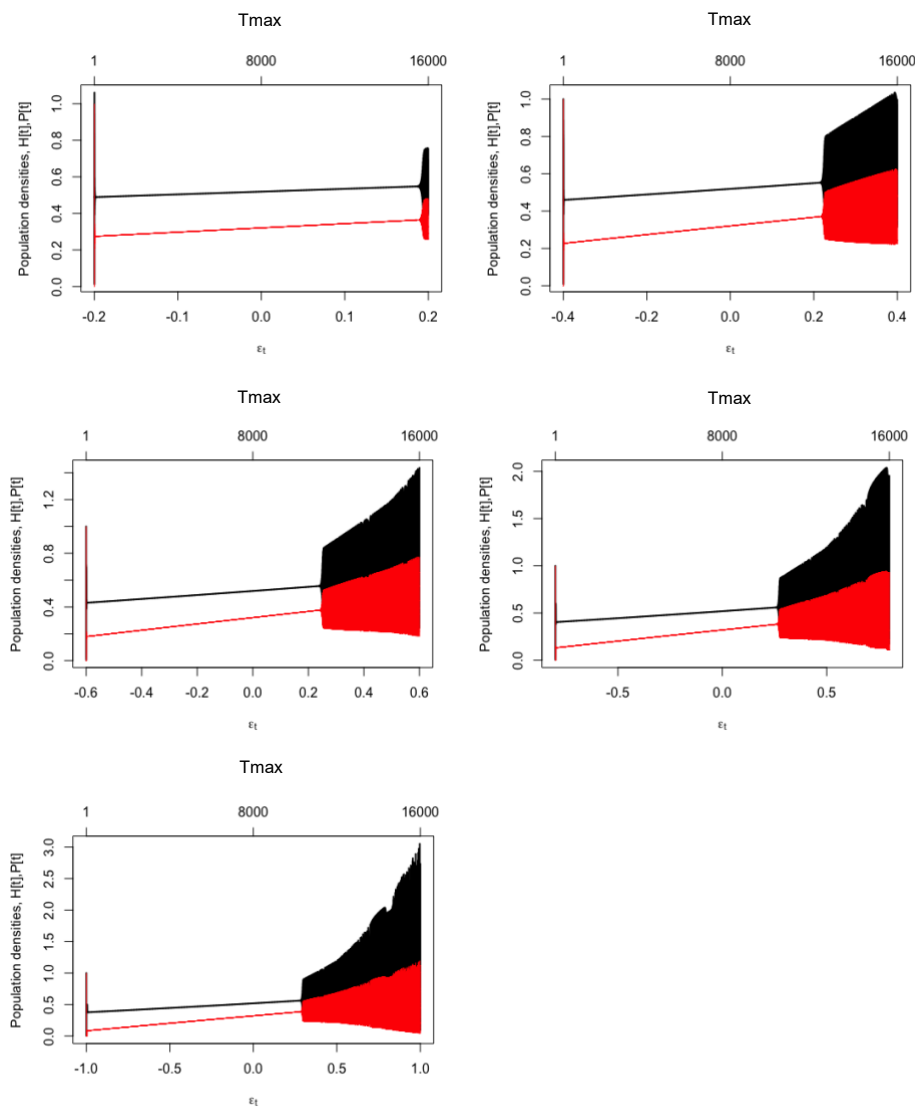 Tmax
1 8000 16000
Population densities, H[t],P[t]
0.0 0.2 0.4 0.6 0.8 1.0
-0.2 -0.1 0.0 0.1 0.2
εt
Tmax
1 8000 16000
Population densities, H[t],P[t]
0.0 0.2 0.4 0.6 0.8 1.0
-0.4 -0.2 0.0 0.2 0.4
εt
Tmax
1 8000 16000
Population densities, H[t],P[t]
0.0 0.4 0.8 1.2
-0.6 -0.4 -0.2 0.0 0.2 0.4 0.6
εt
Tmax
1 8000 16000
Population densities, H[t],P[t]
0.0 0.5 1.0 1.5 2.0
-0.5 0.0 0.5
εt
Tmax
1 8000 16000
Population densities, H[t],P[t]
0.0 0.5 1.0 1.5 2.0 2.5 3.0
-1.0 -0.5 0.0 0.5 1.0
εt